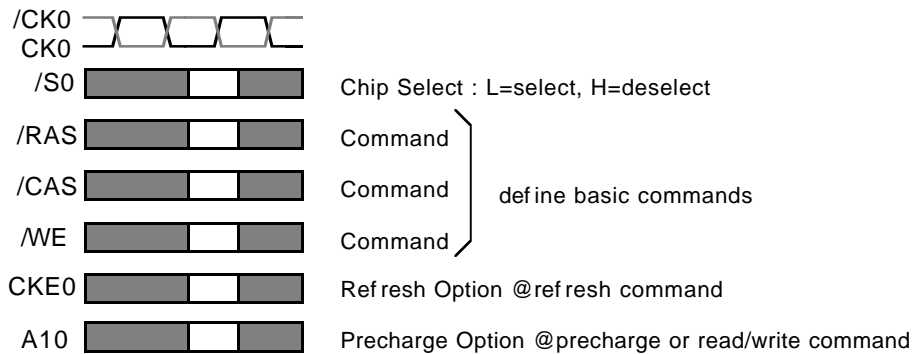 /CK0
CK0
/S0 Chip Select : L=select, H=deselect
/RAS Command
/CAS Command define basic commands
/WE Command
CKE0 Refresh Option @refresh command
A10 Precharge Option @precharge or read/write command